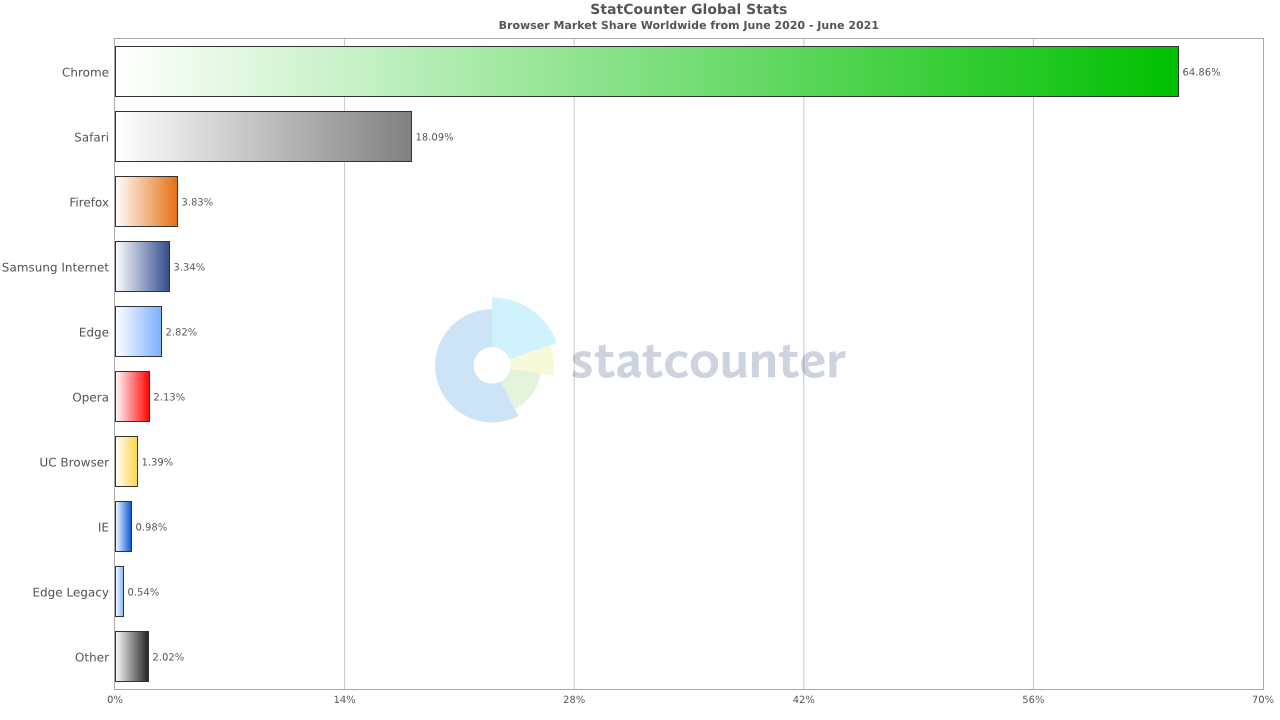 StatCounter Global Stats
Browser Market Share Worldwide from June 2020 - June 2021
Chrome 64.86%
Safari 18.09%
Firefox 3.83%
Samsung Internet 3.34%
Edge 2.82%
statcounter
Opera 2.13%
UC Browser 1.39%
IE 0.98%
Edge Legacy 0.54%
Other 2.02%
0% 14% 28% 42% 56% 70%